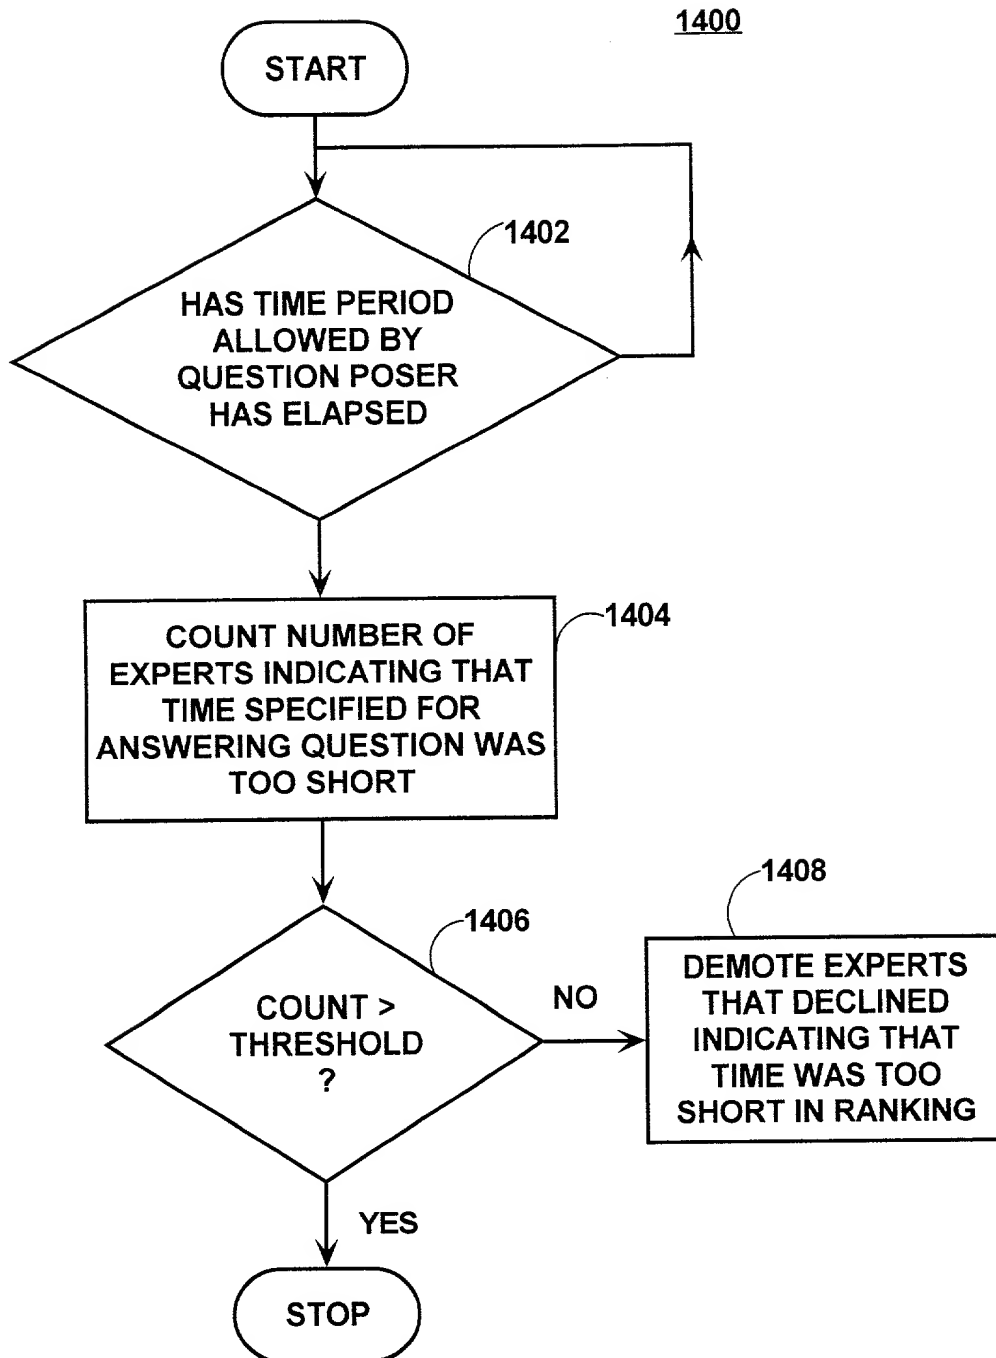 1400
START
1402
HAS TIME PERIOD
ALLOWED BY
QUESTION POSER
HAS ELAPSED
1404
COUNT NUMBER OF
EXPERTS INDICATING THAT
TIME SPECIFIED FOR
ANSWERING QUESTION WAS
TOO SHORT
1406
COUNT >
THRESHOLD
?
NO
1408
DEMOTE EXPERTS
THAT DECLINED
INDICATING THAT
TIME WAS TOO
SHORT IN RANKING
YES
STOP